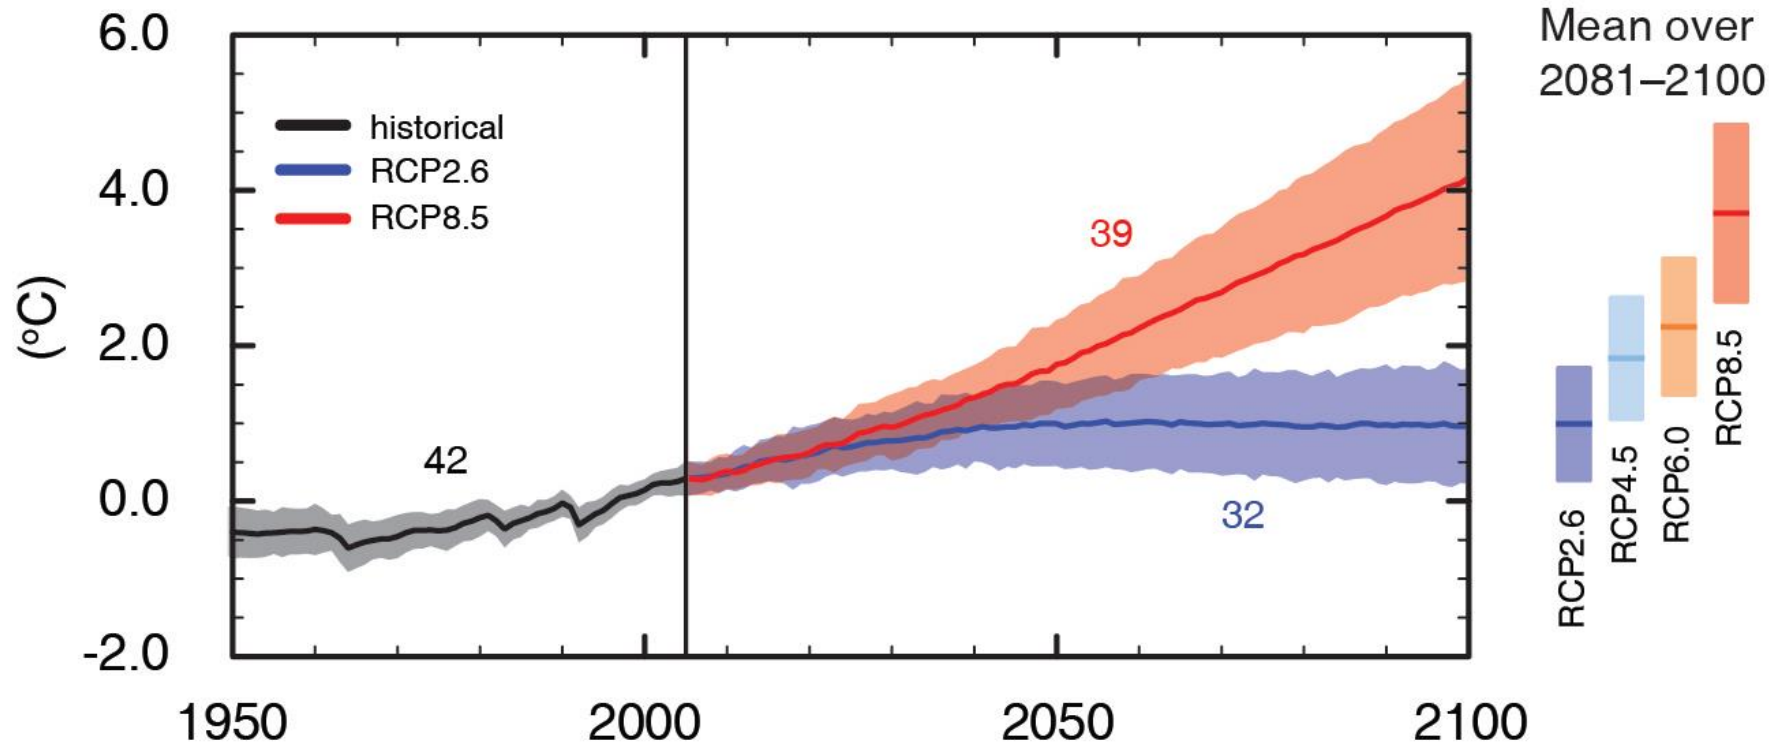 6.0
4.0
2.0
0.0
-2.0
(°C)
historical
RCP2.6
RCP8.5
42
39
32
1950
2000
2050
2100
Mean over
2081–2100
RCP2.6
RCP4.5
RCP6.0
RCP8.5